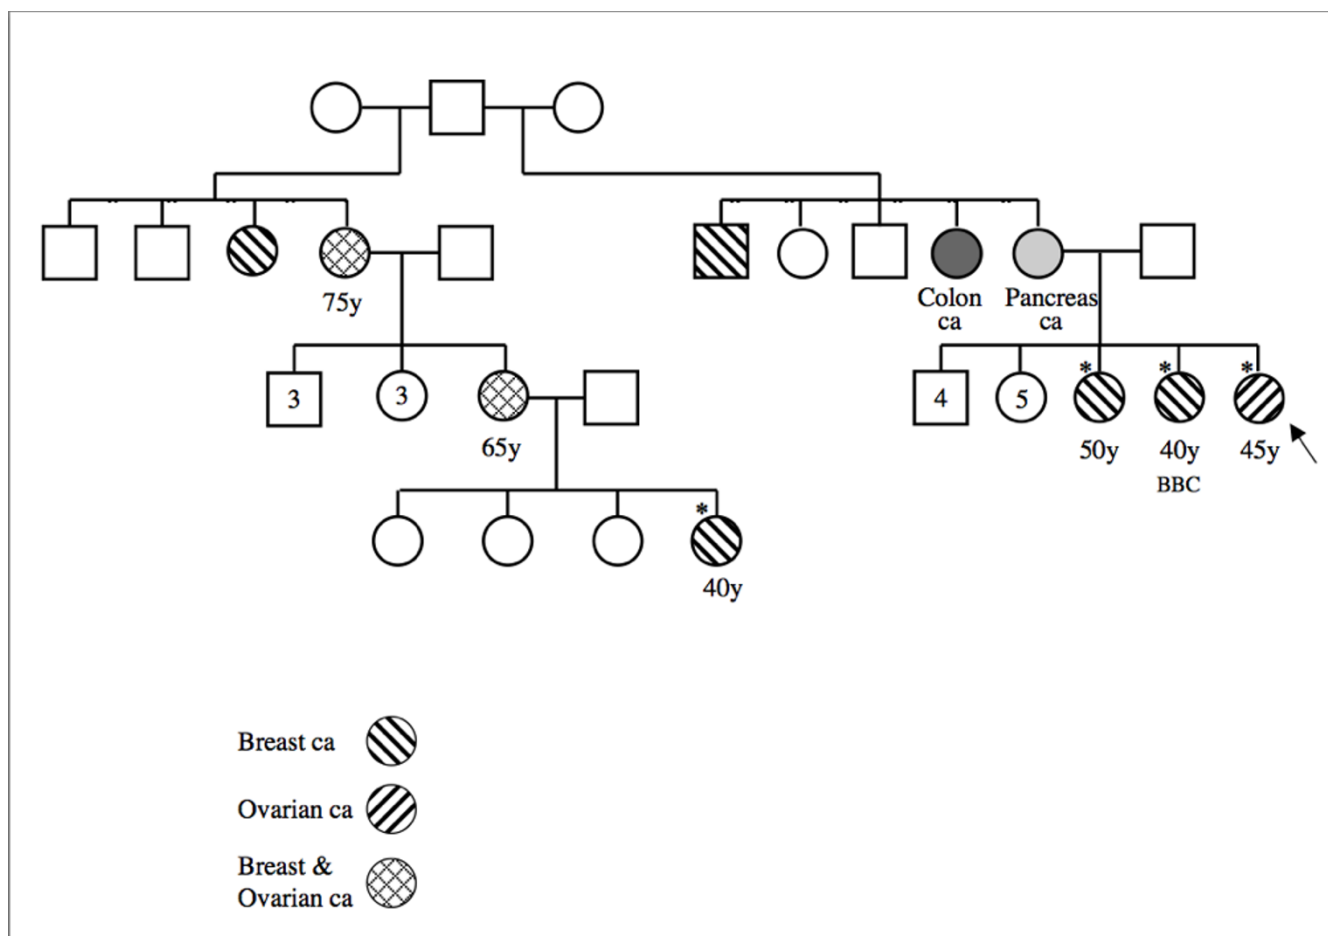 75y
Colon
ca
Pancreas
ca
3
3
65y
4
5
*
*
*
50y
40y
BBC
45y
*
40y
Breast ca
Ovarian ca
Breast &
Ovarian ca